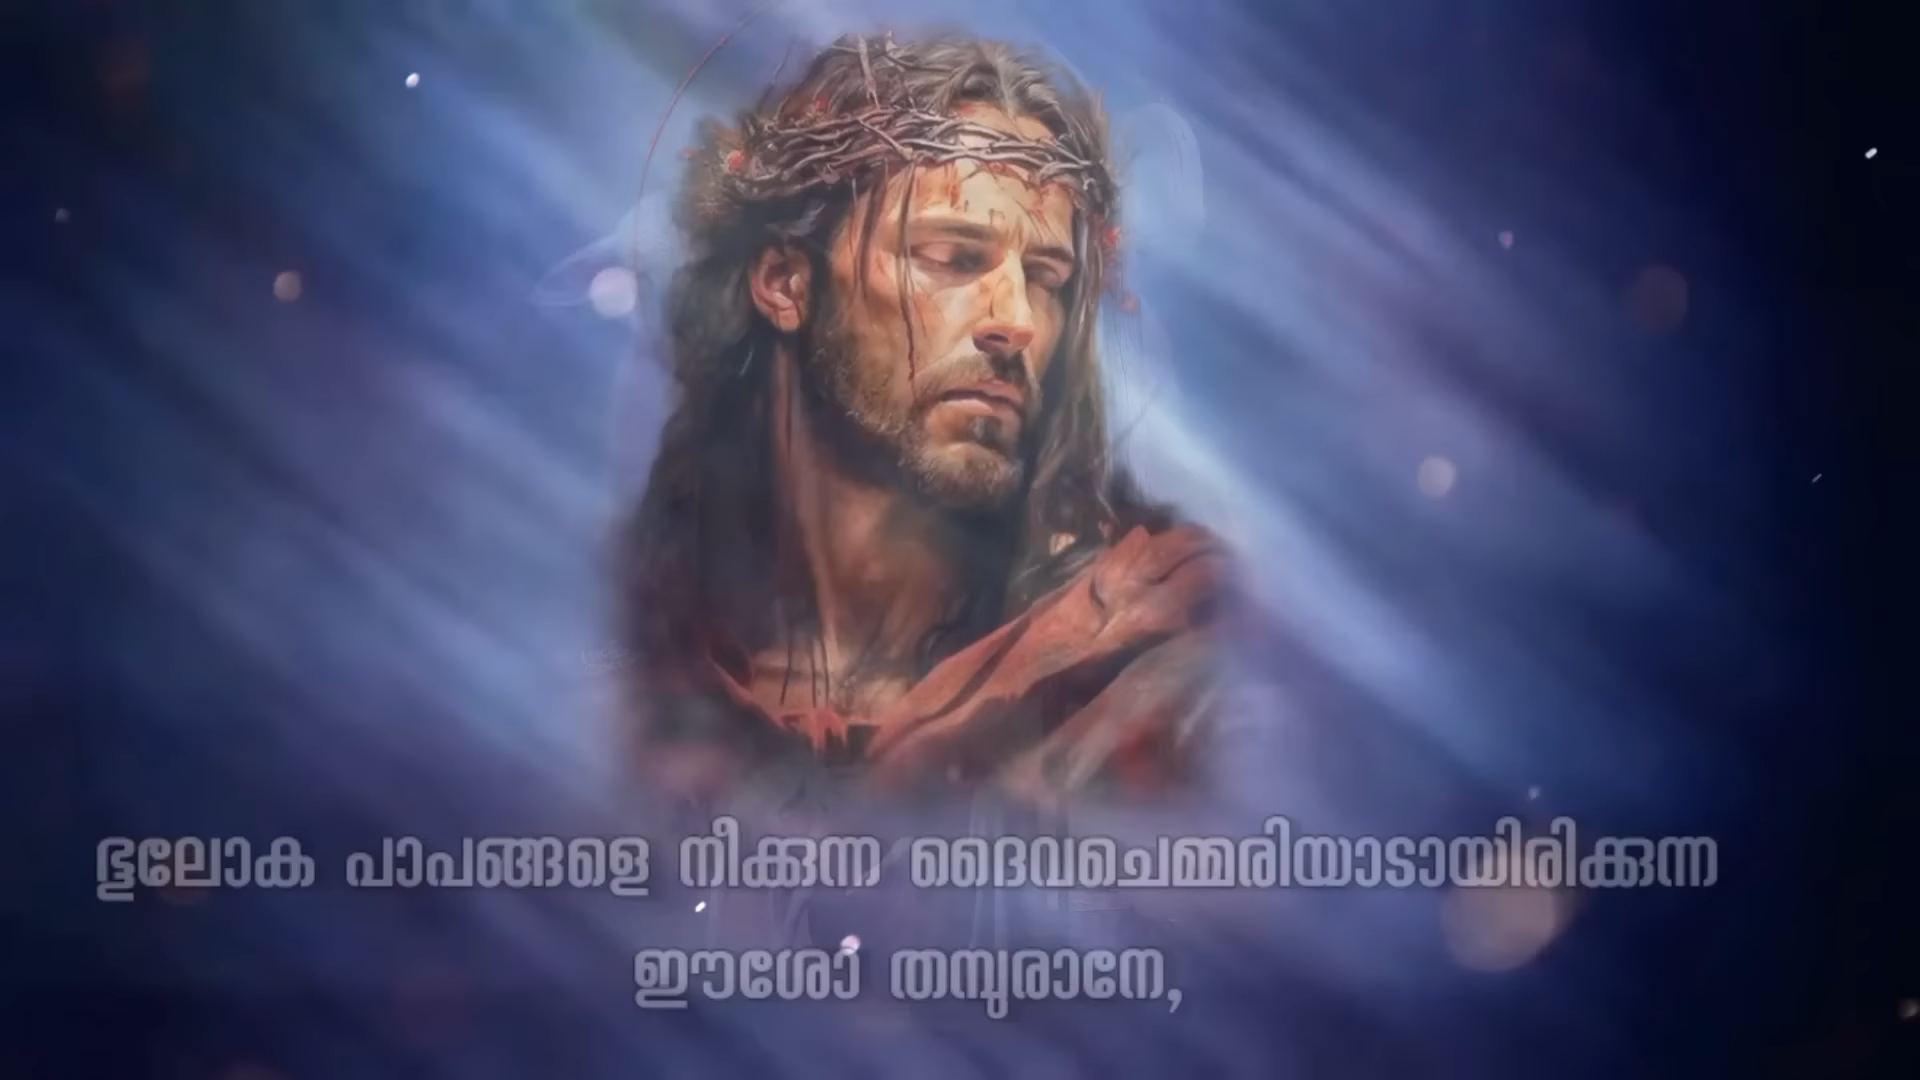 ഭൂലോക പാപങ്ങളെ നീക്കുന്ന ദൈവചെമ്മരിയാടായിരിക്കുന്ന
ഈശോ തമ്പുരാനേ,